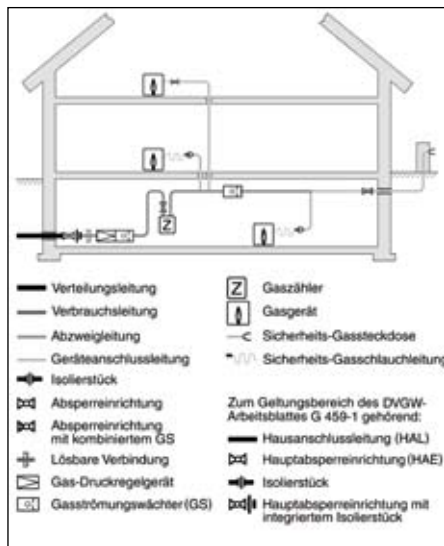 Z
Verteilungsleitung
Verbrauchsleitung
Abzweigleitung
Geräteanschlussleitung
Isolierstück
Absperreinrichtung
Absperreinrichtung
mit kombiniertem GS
Lösbare Verbindung
Gas-Druckregelgerät
Gasströmungswächter (GS)
Z Gaszähler
Gasgerät
Sicherheits-Gassteckdose
Sicherheits-Gasschlauchleitung
Zum Geltungsbereich des DVGW-
Arbeitsblattes G 459-1 gehörend:
Hausanschlussleitung (HAL)
Hauptabsperreinrichtung (HAE)
Isolierstück
Hauptabsperreinrichtung mit
integriertem Isolierstück